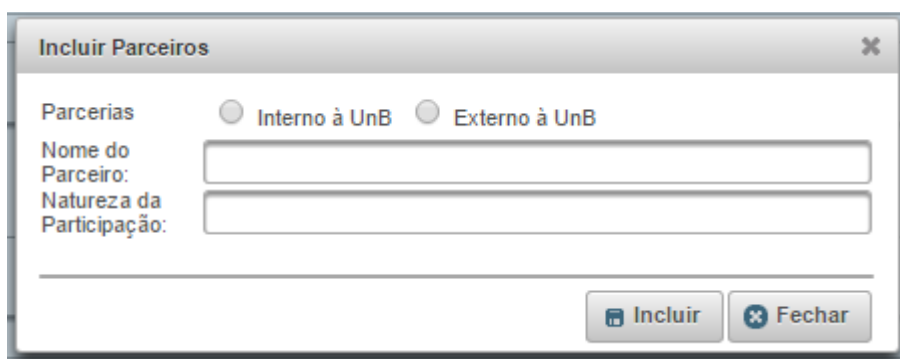 Incluir Parceiros
Parcerias Interno à UnB Externo à UnB
Nome do
Parceiro:
Natureza da
Participação:
Incluir Fechar